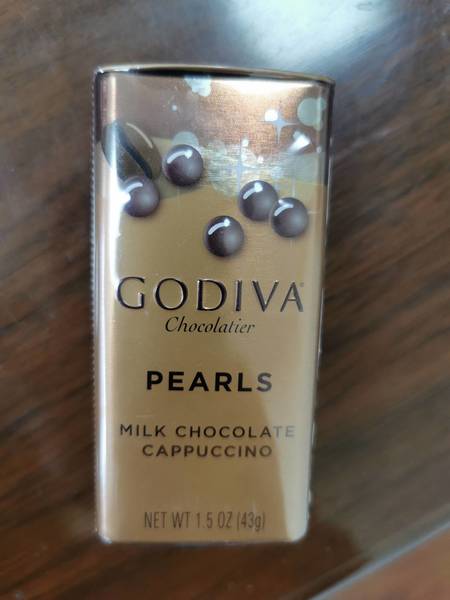 GODIVA®
Chocolatier
PEARLS
MILK CHOCOLATE
CAPPUCCINO
NET WT 1.5 OZ (43g)